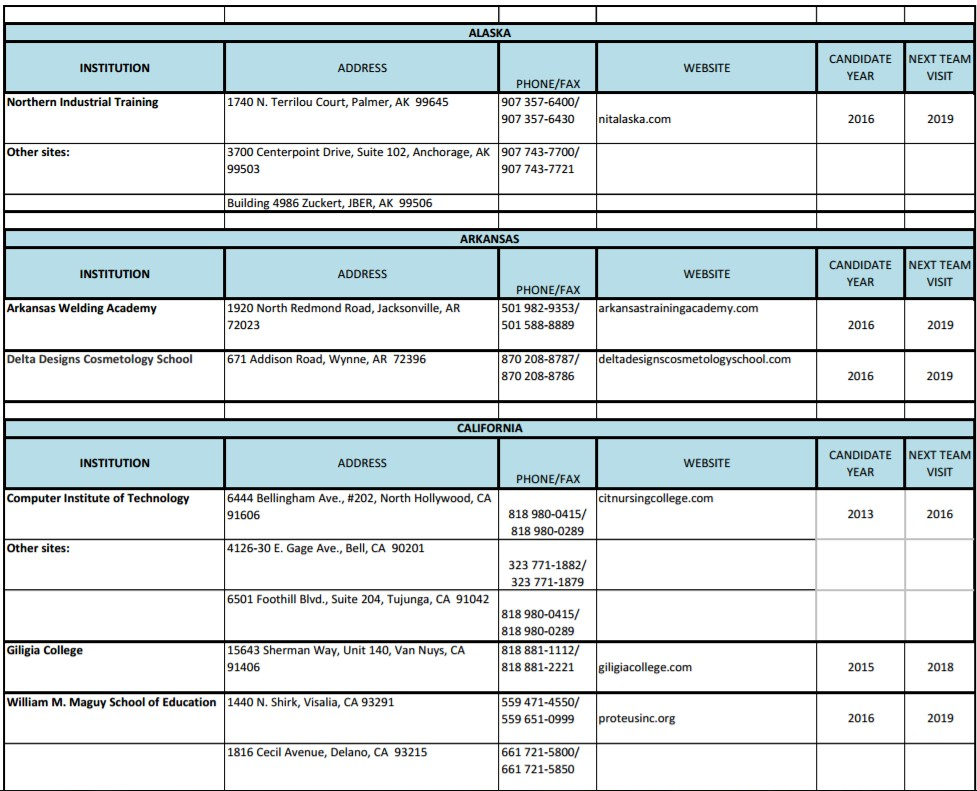 ALASKA
INSTITUTION ADDRESS PHONE/FAX WEBSITE CANDIDATE YEAR NEXT TEAM VISIT
Northern Industrial Training 1740 N. Terrilou Court, Palmer, AK 99645 907 357-6400/
907 357-6430 nitalaska.com 2016 2019
Other sites: 3700 Centerpoint Drive, Suite 102, Anchorage, AK 907 743-7700/
99503 907 743-7721
Building 4986 Zuckert, JBER, AK 99506
ARKANSAS
INSTITUTION ADDRESS PHONE/FAX WEBSITE CANDIDATE YEAR NEXT TEAM VISIT
Arkansas Welding Academy 1920 North Redmond Road, Jacksonville, AR 501 982-9353/ arkansastrainingacademy.com
72023 501 588-8889 2016 2019
Delta Designs Cosmetology School 671 Addison Road, Wynne, AR 72396 870 208-8787/ deltadesignscosmetologyschool.com
870 208-8786 2016 2019
CALIFORNIA
INSTITUTION ADDRESS PHONE/FAX WEBSITE CANDIDATE YEAR NEXT TEAM VISIT
Computer Institute of Technology 6444 Bellingham Ave., #202, North Hollywood, CA citnursingcollege.com
91606 818 980-0415/ 2013 2016
818 980-0289
Other sites: 4126-30 E. Gage Ave., Bell, CA 90201
323 771-1882/
323 771-1879
6501 Foothill Blvd., Suite 204, Tujunga, CA 91042
818 980-0415/
818 980-0289
Giligia College 15643 Sherman Way, Unit 140, Van Nuys, CA 818 881-1112/
91406 818 881-2221 giligiacollege.com 2015 2018
William M. Maguy School of Education 1440 N. Shirk, Visalia, CA 93291 559 471-4550/
559 651-0999 proteusinc.org 2016 2019
1816 Cecil Avenue, Delano, CA 93215 661 721-5800/
661 721-5850